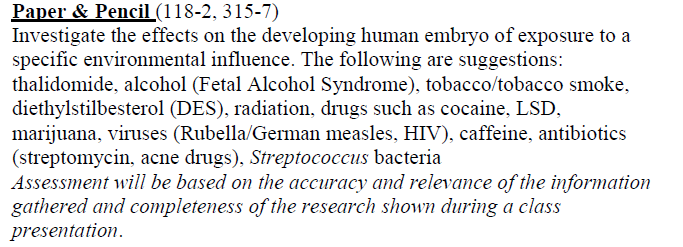 Paper & Pencil (118-2, 315-7)
Investigate the effects on the developing human embryo of exposure to a
specific environmental influence. The following are suggestions:
thalidomide, alcohol (Fetal Alcohol Syndrome), tobacco/tobacco smoke,
diethylstilbesterol (DES), radiation, drugs such as cocaine, LSD,
marijuana, viruses (Rubella/German measles, HIV), caffeine, antibiotics
(streptomycin, acne drugs), Streptococcus bacteria
Assessment will be based on the accuracy and relevance of the information
gathered and completeness of the research shown during a class
presentation.